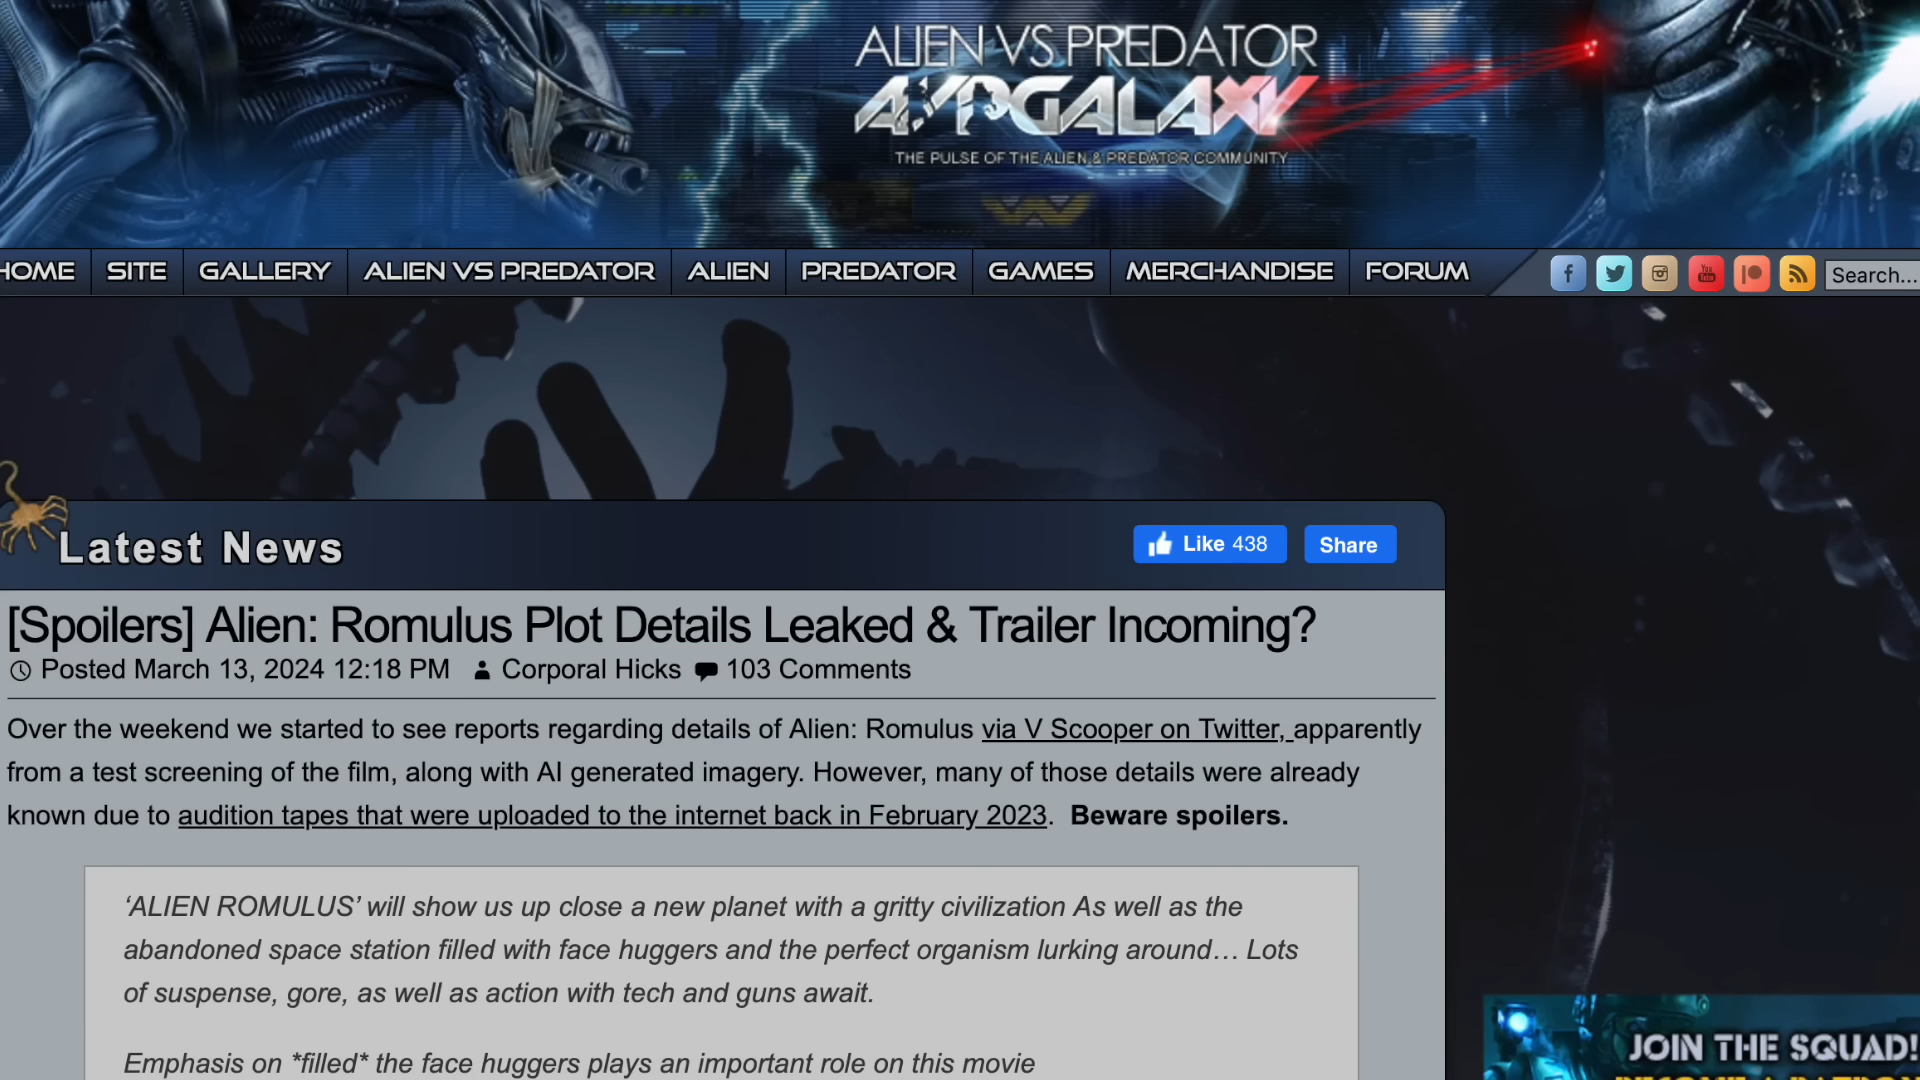 ALIEN VS PREDATOR
AVPGALAXY
THE PULSE OF THE ALIEN & PREDATOR COMMUNITY
HOME SITE GALLERY ALIEN VS PREDATOR ALIEN PREDATOR GAMES MERCHANDISE FORUM Search...
Latest News
Like 438 Share
[Spoilers] Alien: Romulus Plot Details Leaked & Trailer Incoming?
Posted March 13, 2024 12:18 PM Corporal Hicks 103 Comments
Over the weekend we started to see reports regarding details of Alien: Romulus via V Scooper on Twitter, apparently
from a test screening of the film, along with AI generated imagery. However, many of those details were already
known due to audition tapes that were uploaded to the internet back in February 2023. Beware spoilers.
‘ALIEN ROMULUS’ will show us up close a new planet with a gritty civilization As well as the
abandoned space station filled with face huggers and the perfect organism lurking around… Lots
of suspense, gore, as well as action with tech and guns await.
Emphasis on *filled* the face huggers plays an important role on this movie
JOIN THE SQUAD!